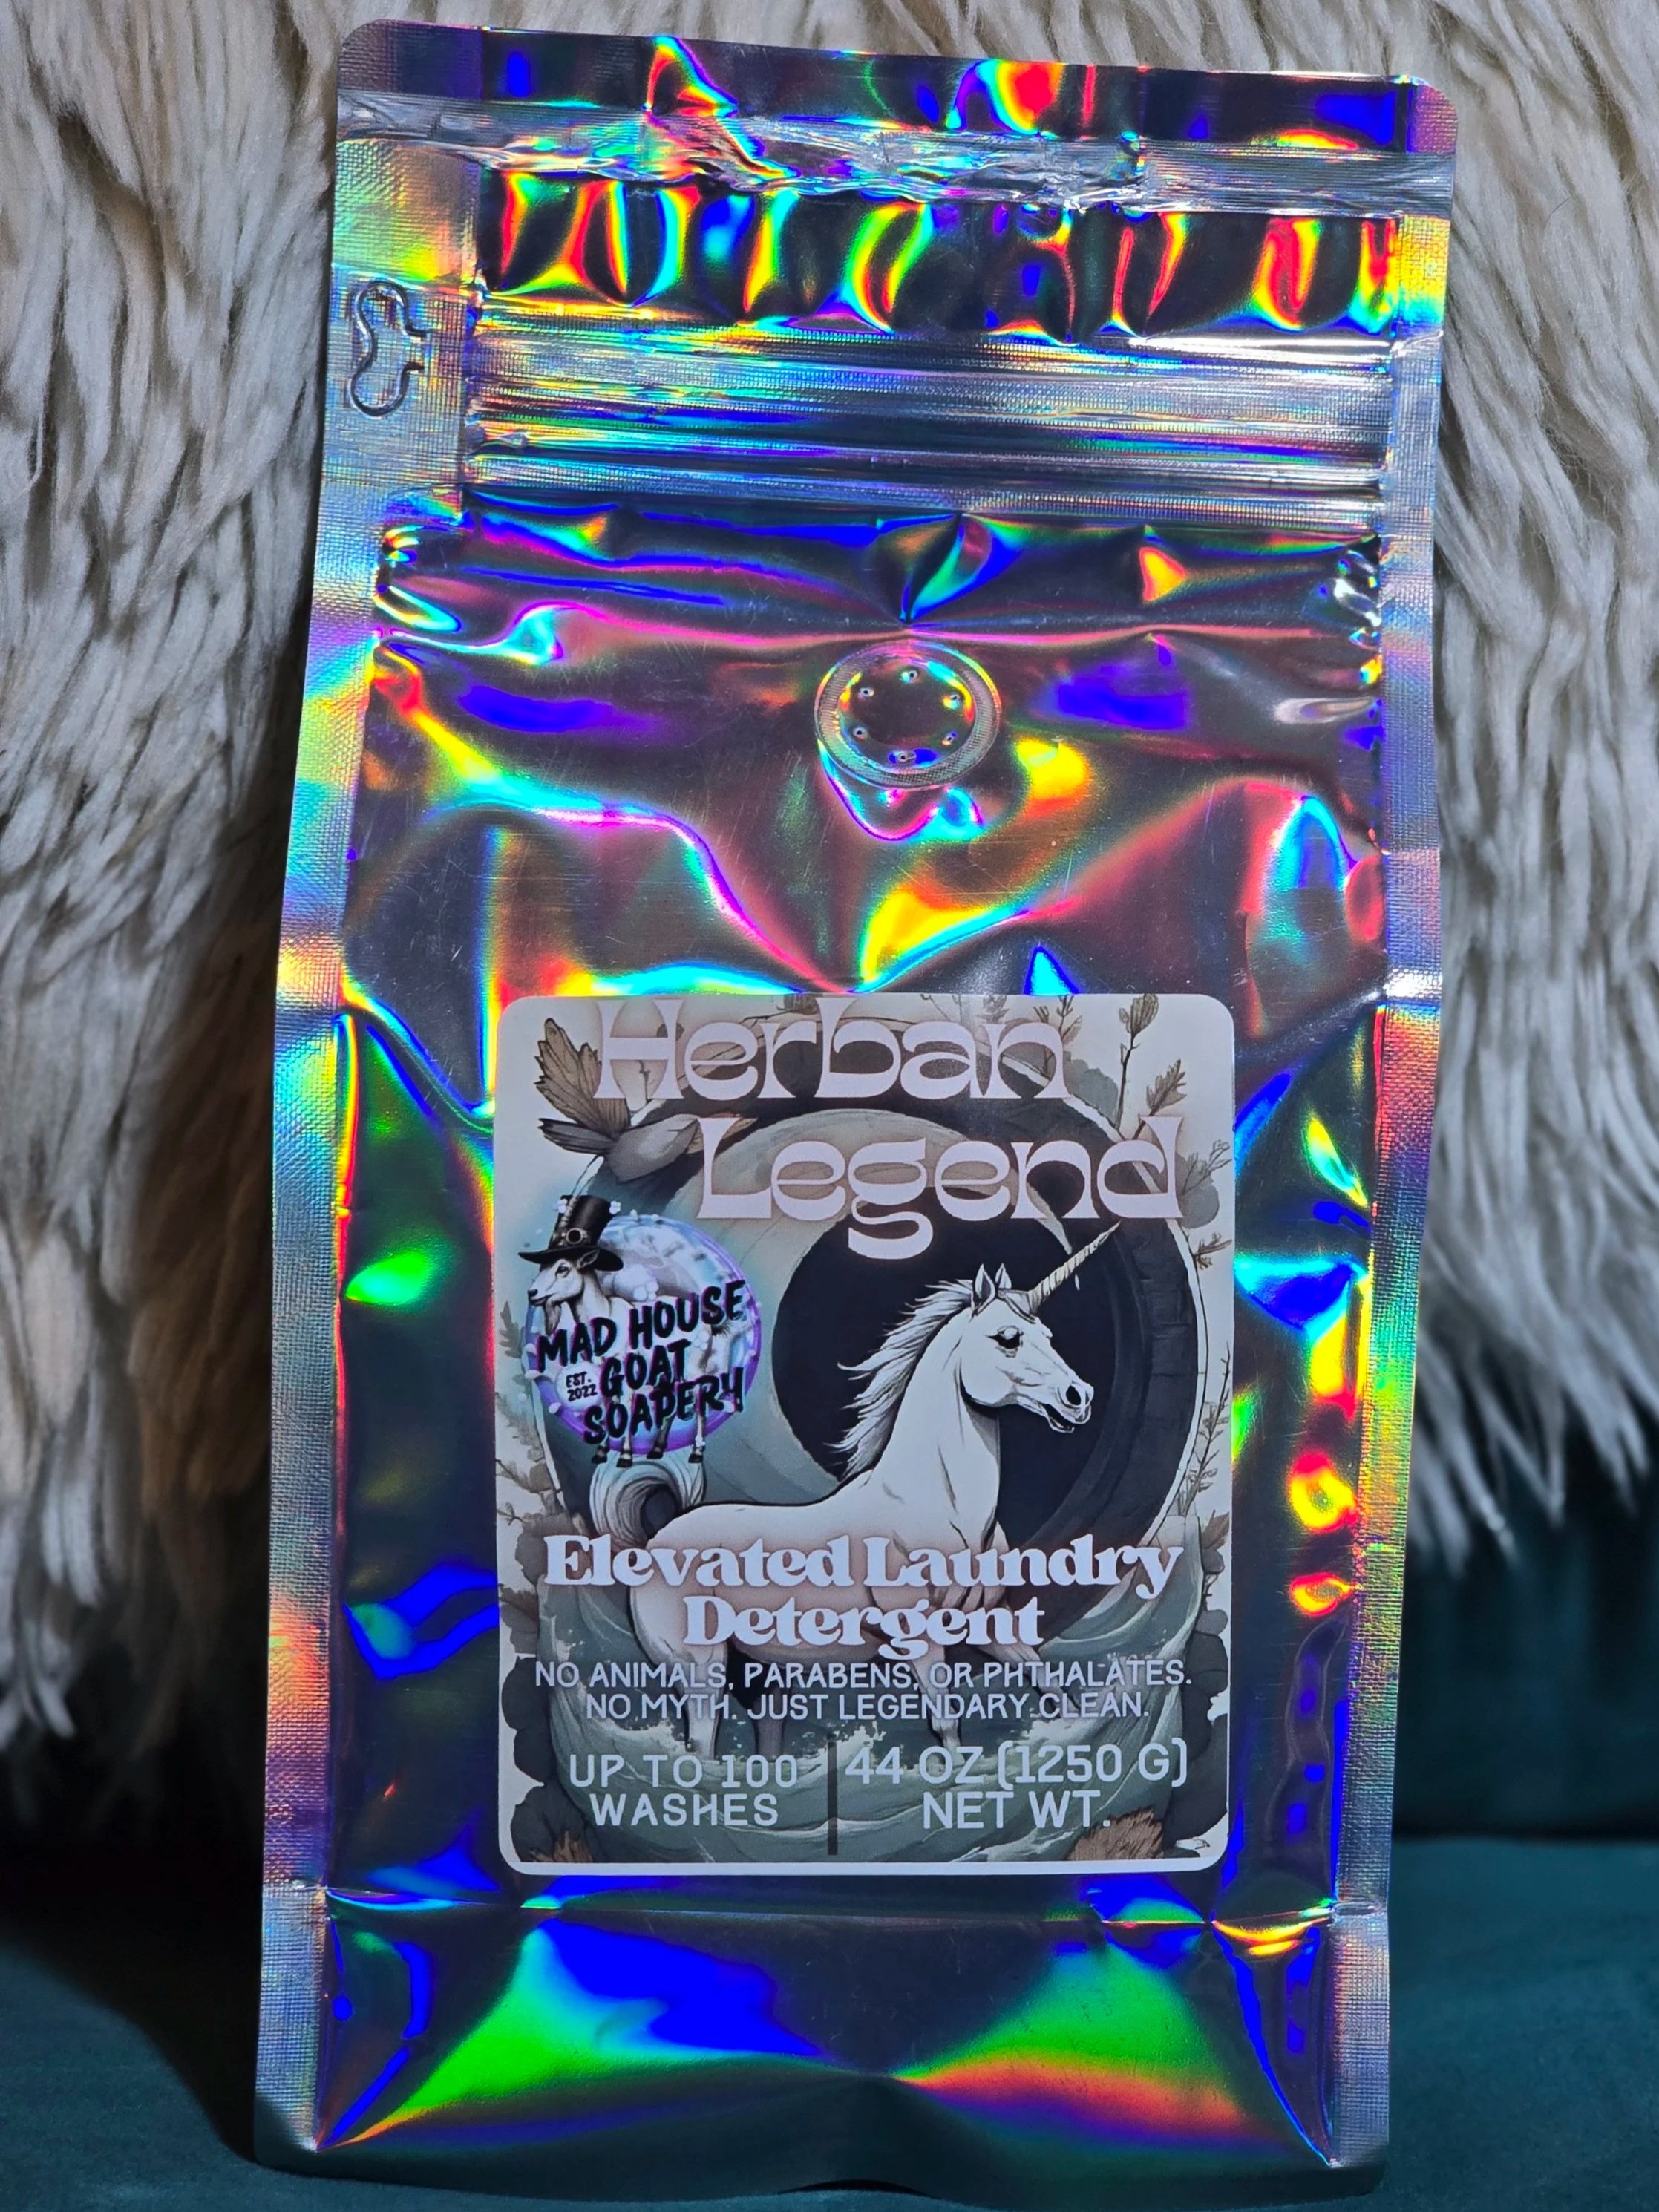 Herban
Legend
MAD HOUSE
GOAT
EST.
2022
SOAPERY
Elevated Laundry
Detergent
NO ANIMALS, PARABENS, OR PHTHALATES.
NO MYTH. JUST LEGENDARY CLEAN.
UP TO 100
WASHES
44 OZ (1250 G)
NET WT.